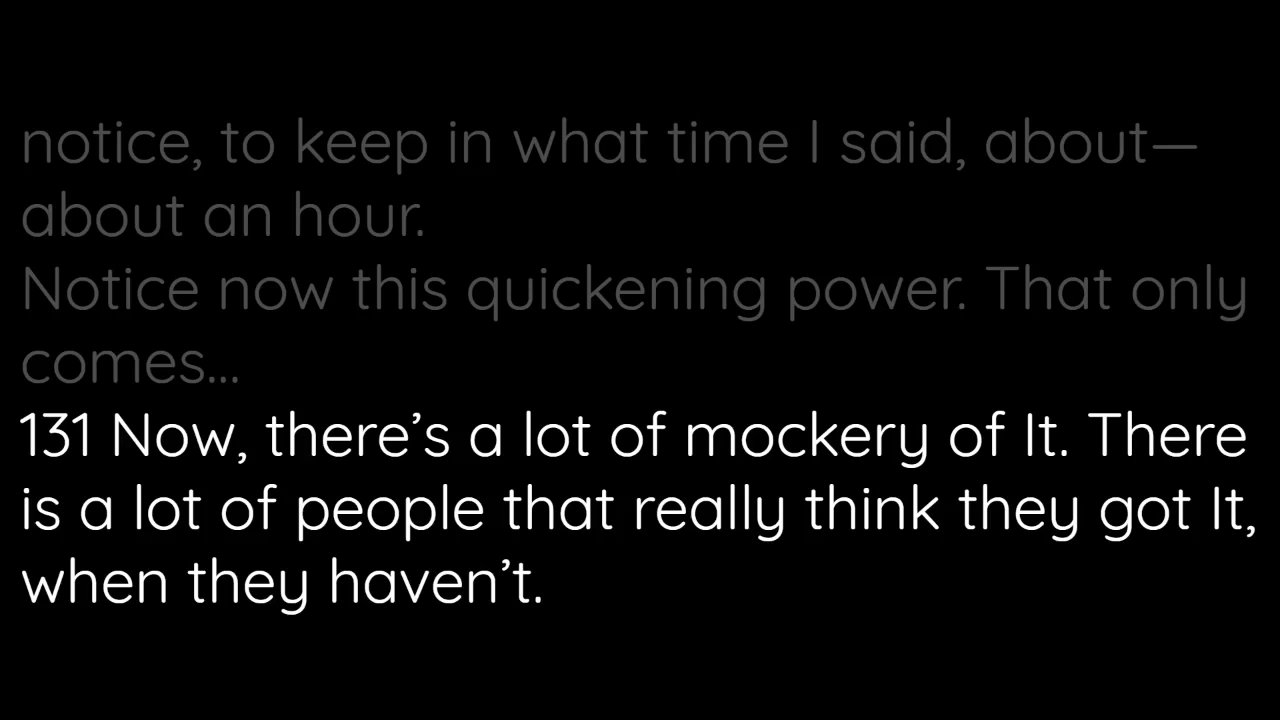 notice, to keep in what time I said, about—
about an hour.
Notice now this quickening power. That only
comes...
131 Now, there’s a lot of mockery of It. There
is a lot of people that really think they got It,
when they haven’t.